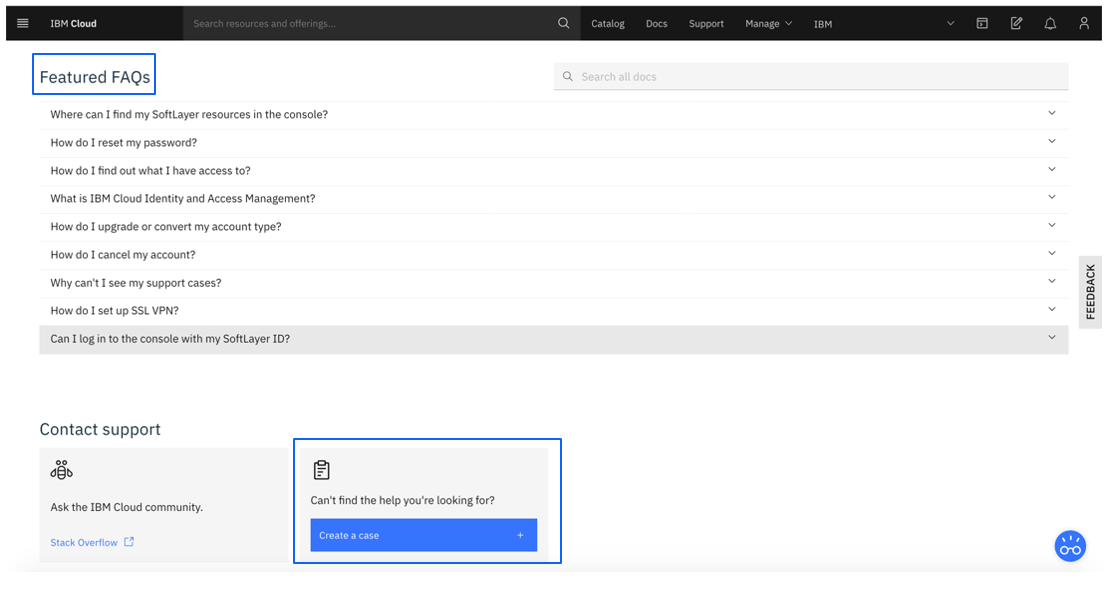 IBM Cloud
Search resources and offerings...
Catalog
Docs
Support
Manage
IBM
Featured FAQs
Search all docs
Where can I find my SoftLayer resources in the console?
How do I reset my password?
How do I find out what I have access to?
What is IBM Cloud Identity and Access Management?
How do I upgrade or convert my account type?
How do I cancel my account?
Why can't I see my support cases?
How do I set up SSL VPN?
Can I log in to the console with my SoftLayer ID?
FEEDBACK
Contact support
Ask the IBM Cloud community.
Stack Overflow
Can't find the help you're looking for?
Create a case +